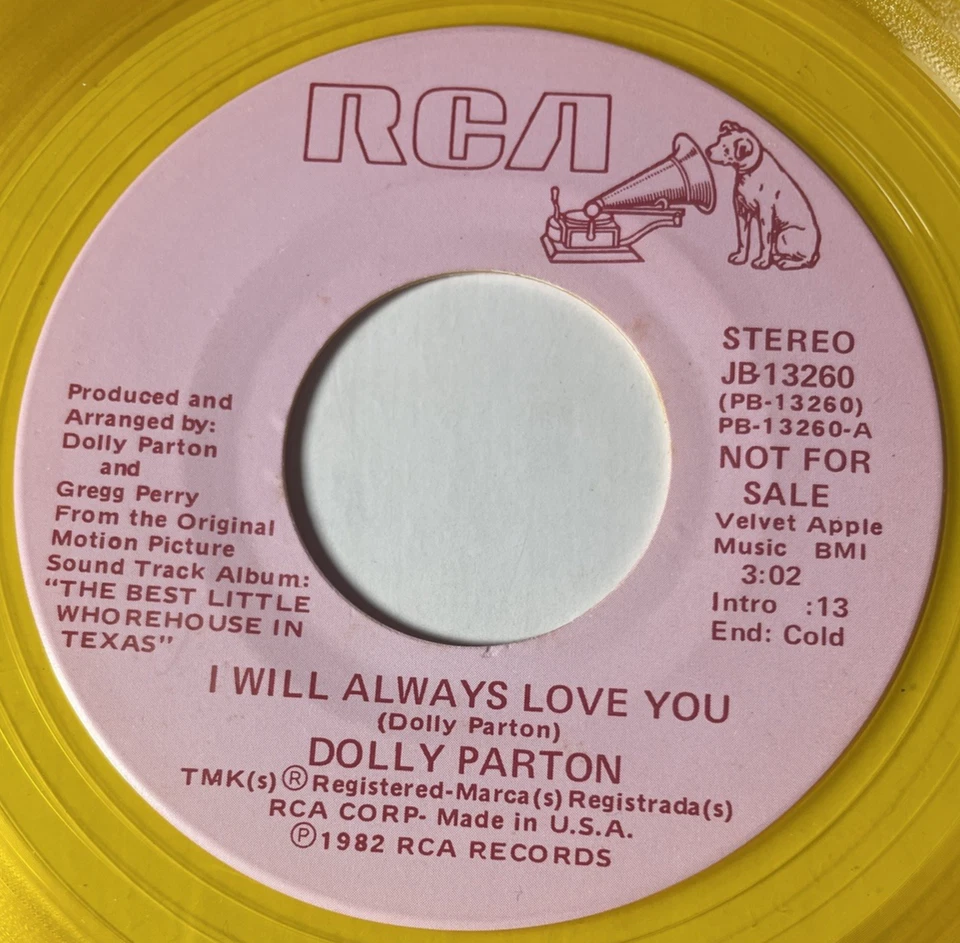 RCA
STEREO
JB-13260
(PB-13260)
PB-13260-A
NOT FOR
SALE
Velvet Apple
Music BMI
3:02
Intro :13
End: Cold
Produced and
Arranged by:
Dolly Parton
and
Gregg Perry
From the Original
Motion Picture
Sound Track Album:
"THE BEST LITTLE
WHOREHOUSE IN
TEXAS"
I WILL ALWAYS LOVE YOU
(Dolly Parton)
DOLLY PARTON
TMK(s) ® Registered-Marca(s) Registrada(s)
RCA CORP- Made in U.S.A.
℗ 1982 RCA RECORDS